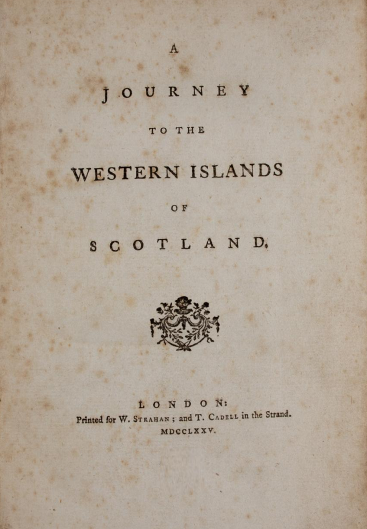 A
JOURNEY
TO THE
WESTERN ISLANDS
OF
SCOTLAND.
LONDON:
Printed for W. STRAHAN; and T. CADELL in the Strand.
MDCCLXXV.